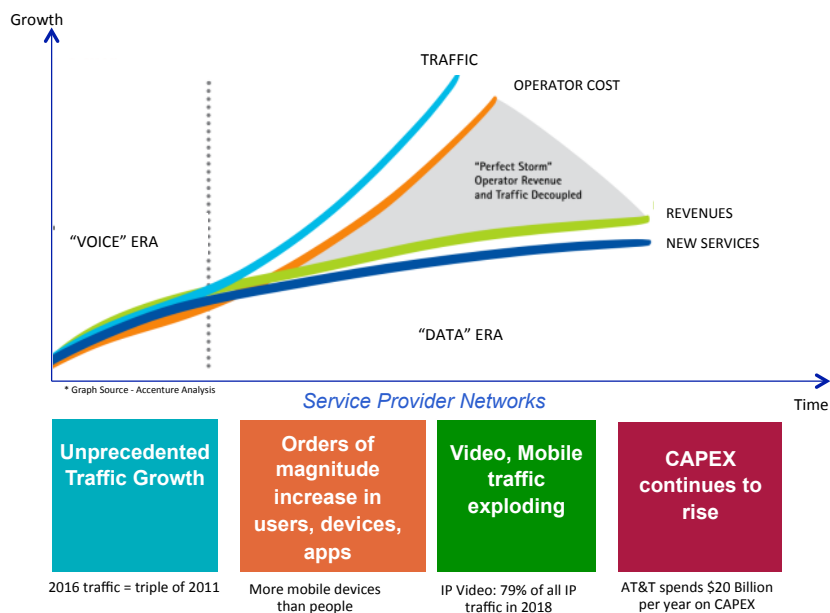 Growth
TRAFFIC
OPERATOR COST
"Perfect Storm"
Operator Revenue
and Traffic Decoupled
REVENUES
“VOICE” ERA
NEW SERVICES
“DATA” ERA
* Graph Source - Accenture Analysis
Service Provider Networks
Time
Unprecedented
Traffic Growth
Orders of
magnitude
increase in
users, devices,
apps
Video, Mobile
traffic
exploding
CAPEX
continues to
rise
2016 traffic = triple of 2011
More mobile devices
than people
IP Video: 79% of all IP
traffic in 2018
AT&T spends $20 Billion
per year on CAPEX